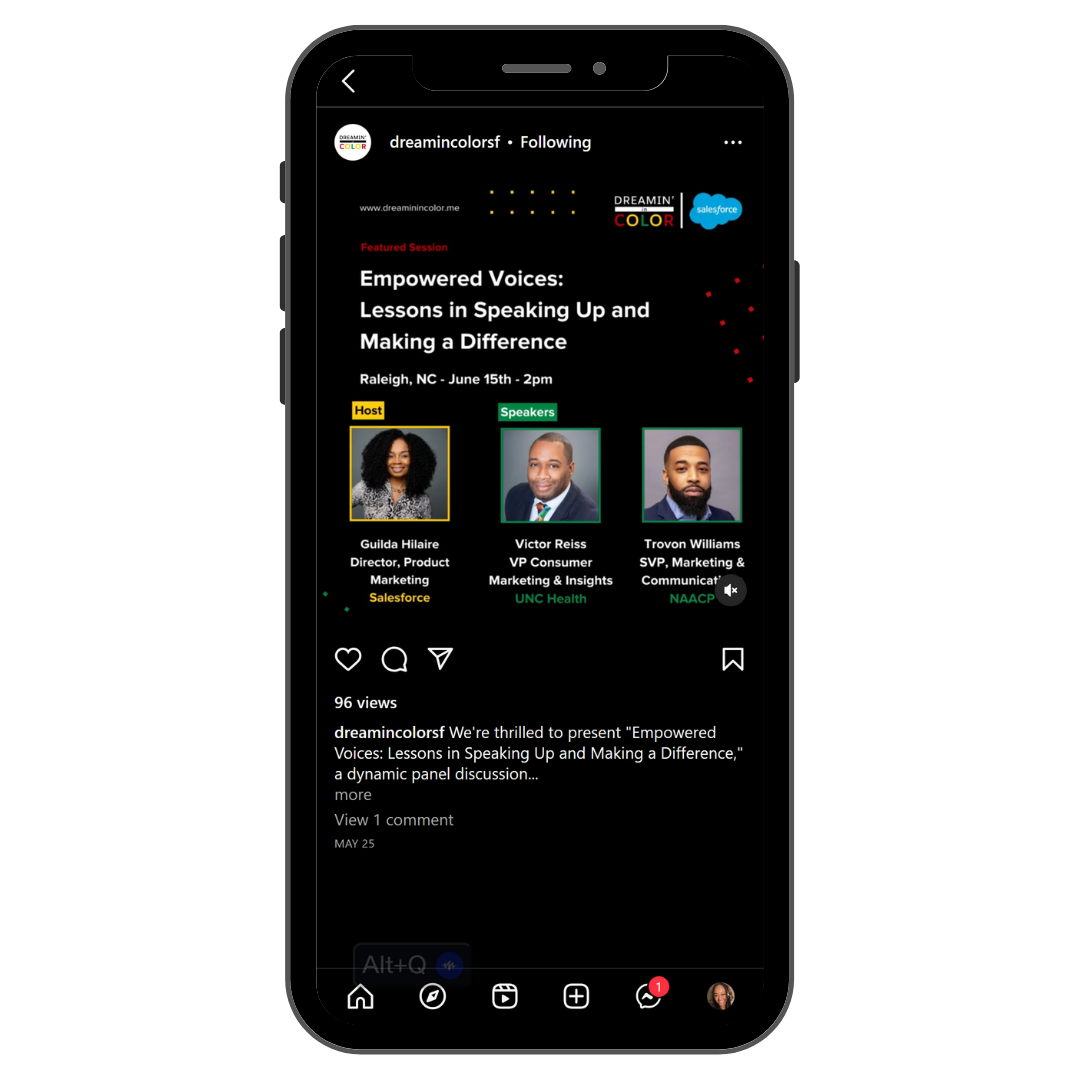 DREAMIN'
COLOR
dreamincolorsf • Following
www.dreaminincolor.me
DREAMIN'
in
COLOR
salesforce
Featured Session
Empowered Voices:
Lessons in Speaking Up and
Making a Difference
Raleigh, NC - June 15th - 2pm
Host
Speakers
Guilda Hilaire
Director, Product
Marketing
Salesforce
Victor Reiss
VP Consumer
Marketing & Insights
UNC Health
Trovon Williams
SVP, Marketing &
Communicati
NAACP
96 views
dreamincolorsf We're thrilled to present "Empowered
Voices: Lessons in Speaking Up and Making a Difference,"
a dynamic panel discussion...
more
View 1 comment
MAY 25
Alt+Q
1